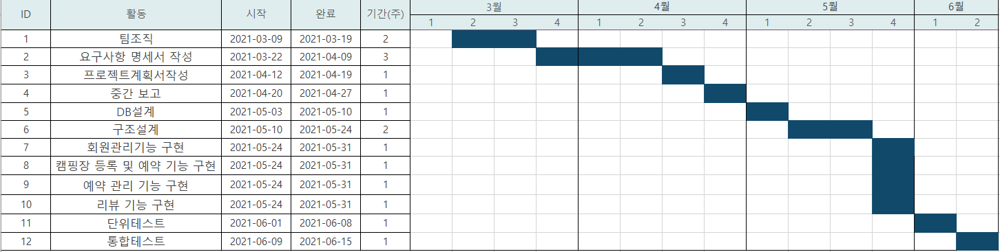 ID 활동 시작 완료 기간(주) 3월 4월 5월 6월
1 2 3 4 1 2 3 4 1 2 3 4 1 2
1 팀조직 2021-03-09 2021-03-19 2
2 요구사항 명세서 작성 2021-03-22 2021-04-09 3
3 프로젝트계획서작성 2021-04-12 2021-04-19 1
4 중간 보고 2021-04-20 2021-04-27 1
5 DB설계 2021-05-03 2021-05-10 1
6 구조설계 2021-05-10 2021-05-24 2
7 회원관리기능 구현 2021-05-24 2021-05-31 1
8 캠핑장 등록 및 예약 기능 구현 2021-05-24 2021-05-31 1
9 예약 관리 기능 구현 2021-05-24 2021-05-31 1
10 리뷰 기능 구현 2021-05-24 2021-05-31 1
11 단위테스트 2021-06-01 2021-06-08 1
12 통합테스트 2021-06-09 2021-06-15 1